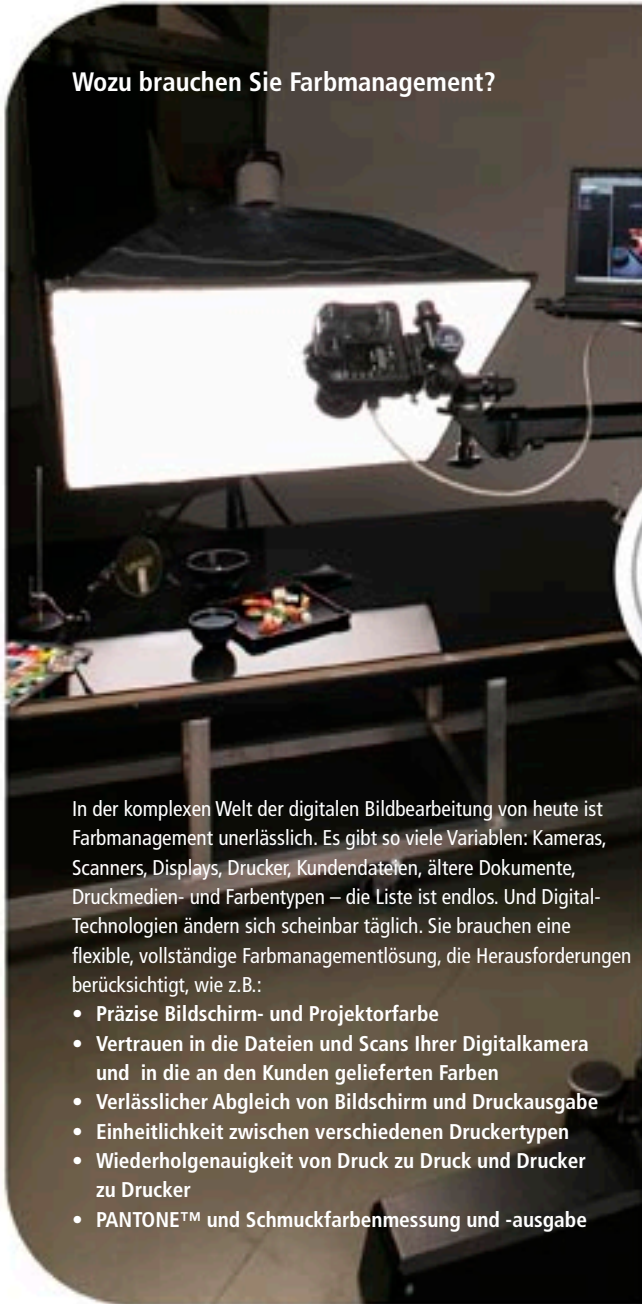 Wozu brauchen Sie Farbmanagement?
In der komplexen Welt der digitalen Bildbearbeitung von heute ist
Farbmanagement unerlässlich. Es gibt so viele Variablen: Kameras,
Scanners, Displays, Drucker, Kundendateien, ältere Dokumente,
Druckmedien- und Farbentypen – die Liste ist endlos. Und Digital-
Technologien ändern sich scheinbar täglich. Sie brauchen eine
flexible, vollständige Farbmanagementlösung, die Herausforderungen
berücksichtigt, wie z.B.:
• Präzise Bildschirm- und Projektorfarbe
• Vertrauen in die Dateien und Scans Ihrer Digitalkamera
und in die an den Kunden gelieferten Farben
• Verlässlicher Abgleich von Bildschirm und Druckausgabe
• Einheitlichkeit zwischen verschiedenen Druckertypen
• Wiederholgenauigkeit von Druck zu Druck und Drucker
zu Drucker
• PANTONE™ und Schmuckfarbenmessung und -ausgabe